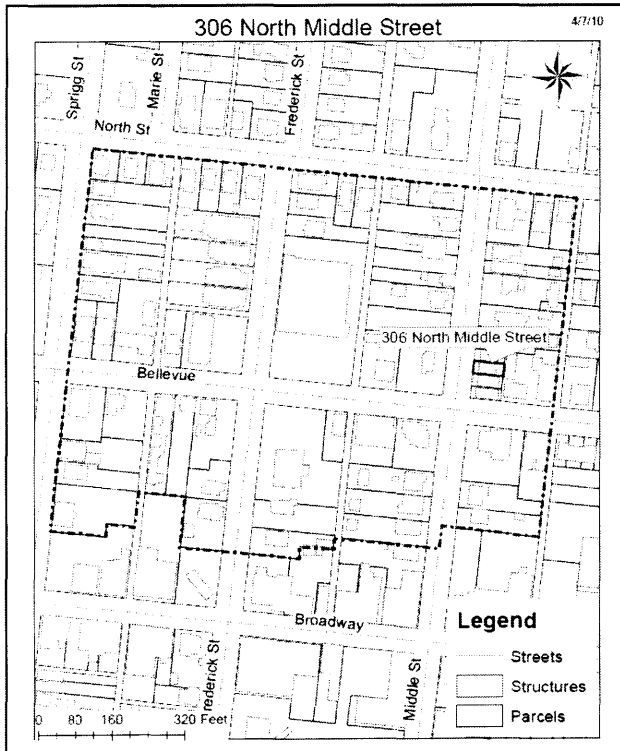 306 North Middle Street
4/7/10
Sprigg St
Marie St
Frederick St
North St
306 North Middle Street
Bellevue
Broadway
Frederick St
Middle St
Legend
Streets
Structures
Parcels
0 80 160 320 Feet